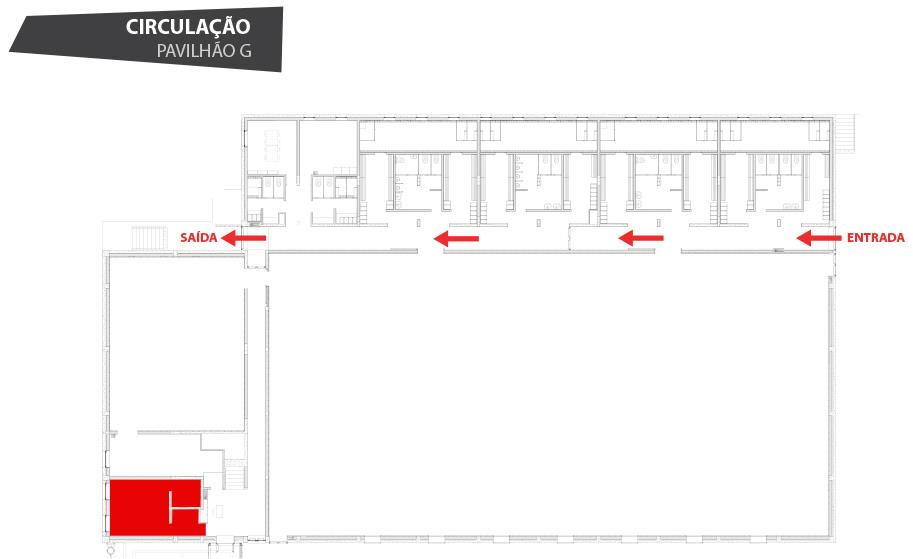 CIRCULAÇÃO
PAVILHÃO G
SAÍDA
ENTRADA